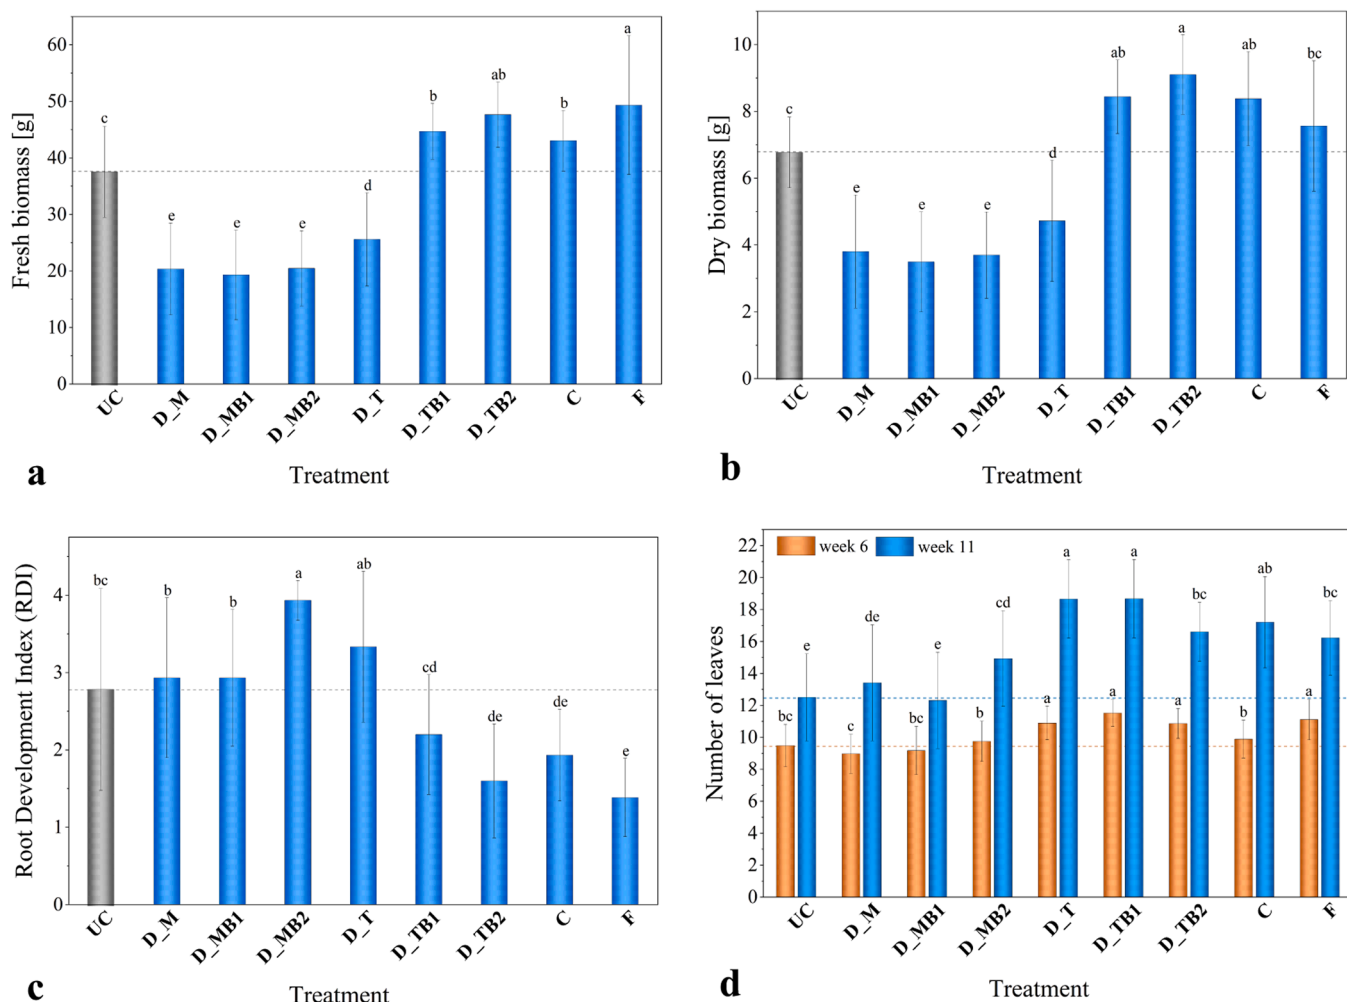 Fresh biomass [g]
60
50
40
30
20
10
0
c
e
e
e
d
b
ab
b
a
UC
D_M
D_MB1
D_MB2
D_T
D_TB1
D_TB2
C
F
a
Treatment
Dry biomass [g]
10
8
6
4
2
0
c
e
e
e
d
ab
a
ab
bc
UC
D_M
D_MB1
D_MB2
D_T
D_TB1
D_TB2
C
F
b
Treatment
Root Development Index (RDI)
4
3
2
1
0
bc
b
b
a
ab
cd
de
de
e
UC
D_M
D_MB1
D_MB2
D_T
D_TB1
D_TB2
C
F
c
Treatment
Number of leaves
22
20
18
16
14
12
10
8
6
4
2
0
week 6
week 11
bc
e
c
de
bc
e
b
cd
a
a
a
a
a
bc
b
ab
a
bc
UC
D_M
D_MB1
D_MB2
D_T
D_TB1
D_TB2
C
F
d
Treatment